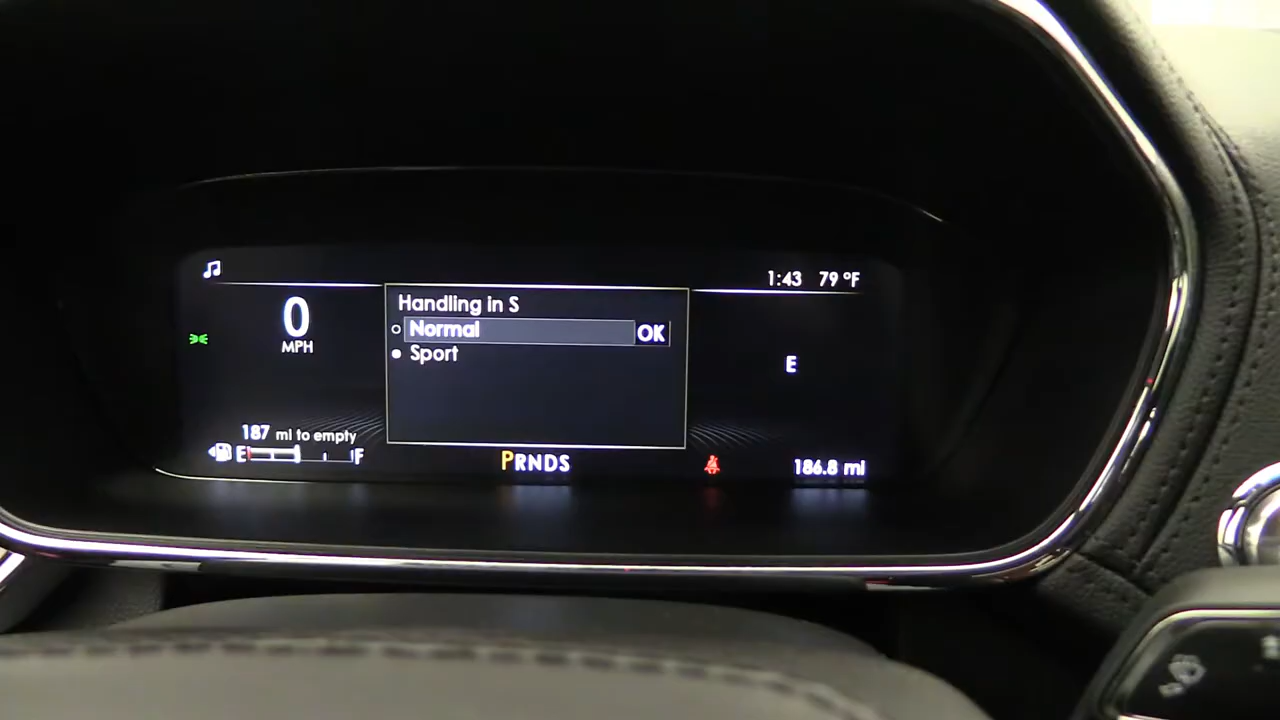 1:43 79 °F
0
MPH
Handling in S
Normal OK
Sport
E
187 mi to empty
E F
PRNDS
186.8 mi